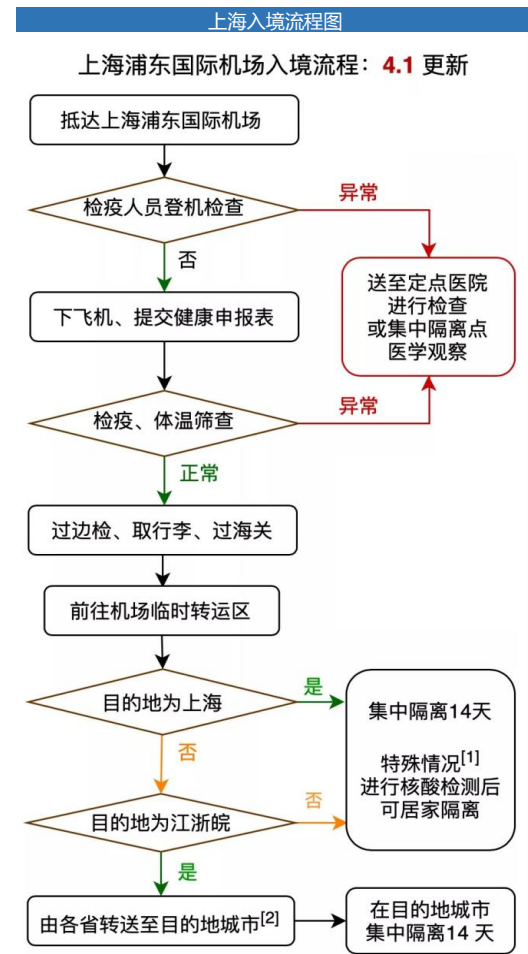 上海入境流程图
上海浦东国际机场入境流程：4.1 更新
抵达上海浦东国际机场
检疫人员登机检查
异常
否
送至定点医院
进行检查
或集中隔离点
医学观察
下飞机、提交健康申报表
检疫、体温筛查
异常
正常
过边检、取行李、过海关
前往机场临时转运区
目的地为上海
是
集中隔离14天
特殊情况[1]
进行核酸检测后
可居家隔离
否
目的地为江浙皖
否
是
由各省转送至目的地城市[2]
在目的地城市
集中隔离14 天